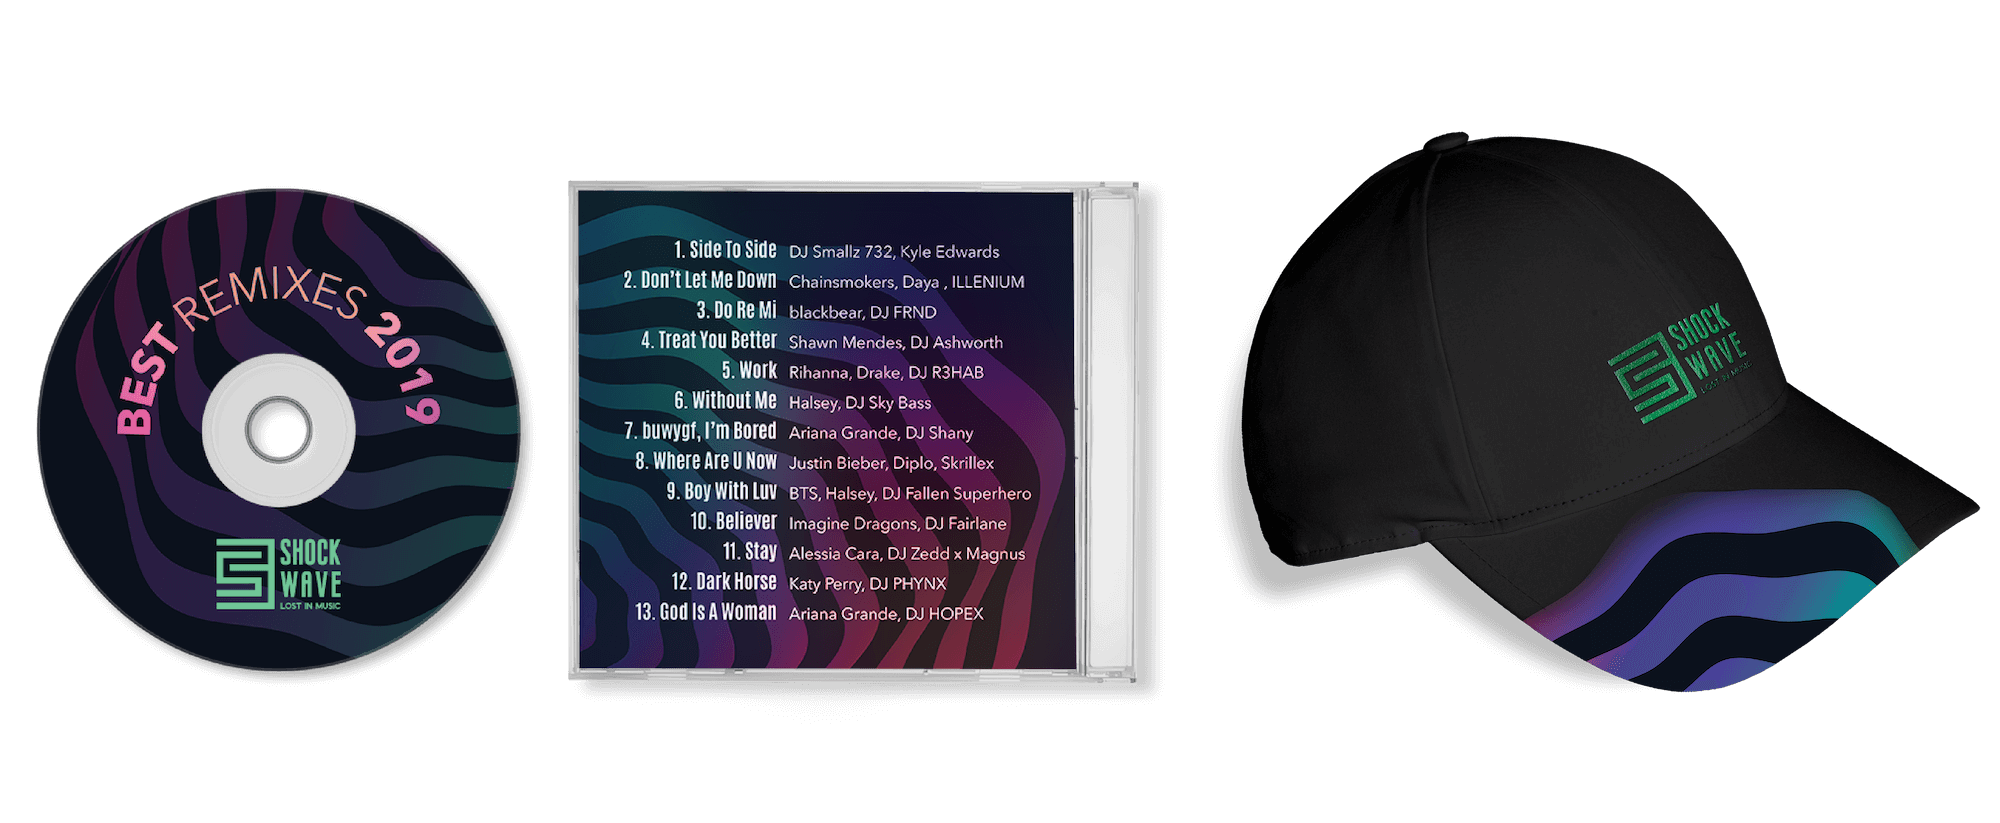 BEST REMIXES 2019
SHOCK
WAVE
LOST IN MUSIC
1. Side To Side DJ Smallz 732, Kyle Edwards
2. Don't Let Me Down Chainsmokers, Daya , ILLENIUM
3. Do Re Mi blackbear, DJ FRND
4. Treat You Better Shawn Mendes, DJ Ashworth
5. Work Rihanna, Drake, DJ R3HAB
6. Without Me Halsey, DJ Sky Bass
7. buwygf, I'm Bored Ariana Grande, DJ Shany
8. Where Are U Now Justin Bieber, Diplo, Skrillex
9. Boy With Luv BTS, Halsey, DJ Fallen Superhero
10. Believer Imagine Dragons, DJ Fairlane
11. Stay Alessia Cara, DJ Zedd x Magnus
12. Dark Horse Katy Perry, DJ PHYNX
13. God Is A Woman Ariana Grande, DJ HOPEX
SHOCK
WAVE
LOST IN MUSIC